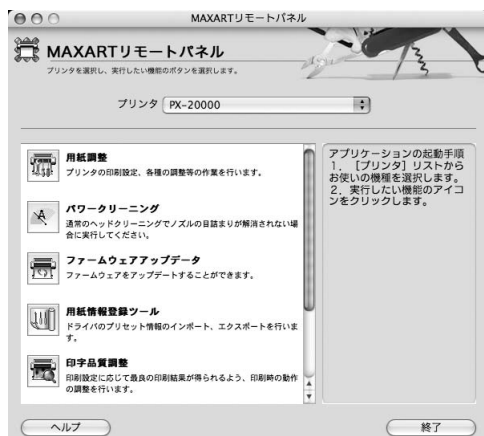 MAXARTリモートパネル
MAXARTリモートパネル
プリンタを選択し、実行したい機能のボタンを選択します。
プリンタ PX-20000
用紙調整
プリンタの印刷設定、各種の調整等の作業を行います。
パワークリーニング
通常のヘッドクリーニングでノズルの目詰まりが解消されない場
合に実行してください。
ファームウェアアップデータ
ファームウェアをアップデートすることができます。
用紙情報登録ツール
ドライバのプリセット情報のインポート、エクスポートを行いま
す。
印字品質調整
印刷設定に応じて最良の印刷結果が得られるよう、印刷時の動作
の調整を行います。
アプリケーションの起動手順
1．［プリンタ］リストから
お使いの機種を選択します。
2．実行したい機能のアイコ
ンをクリックします。
ヘルプ
終了